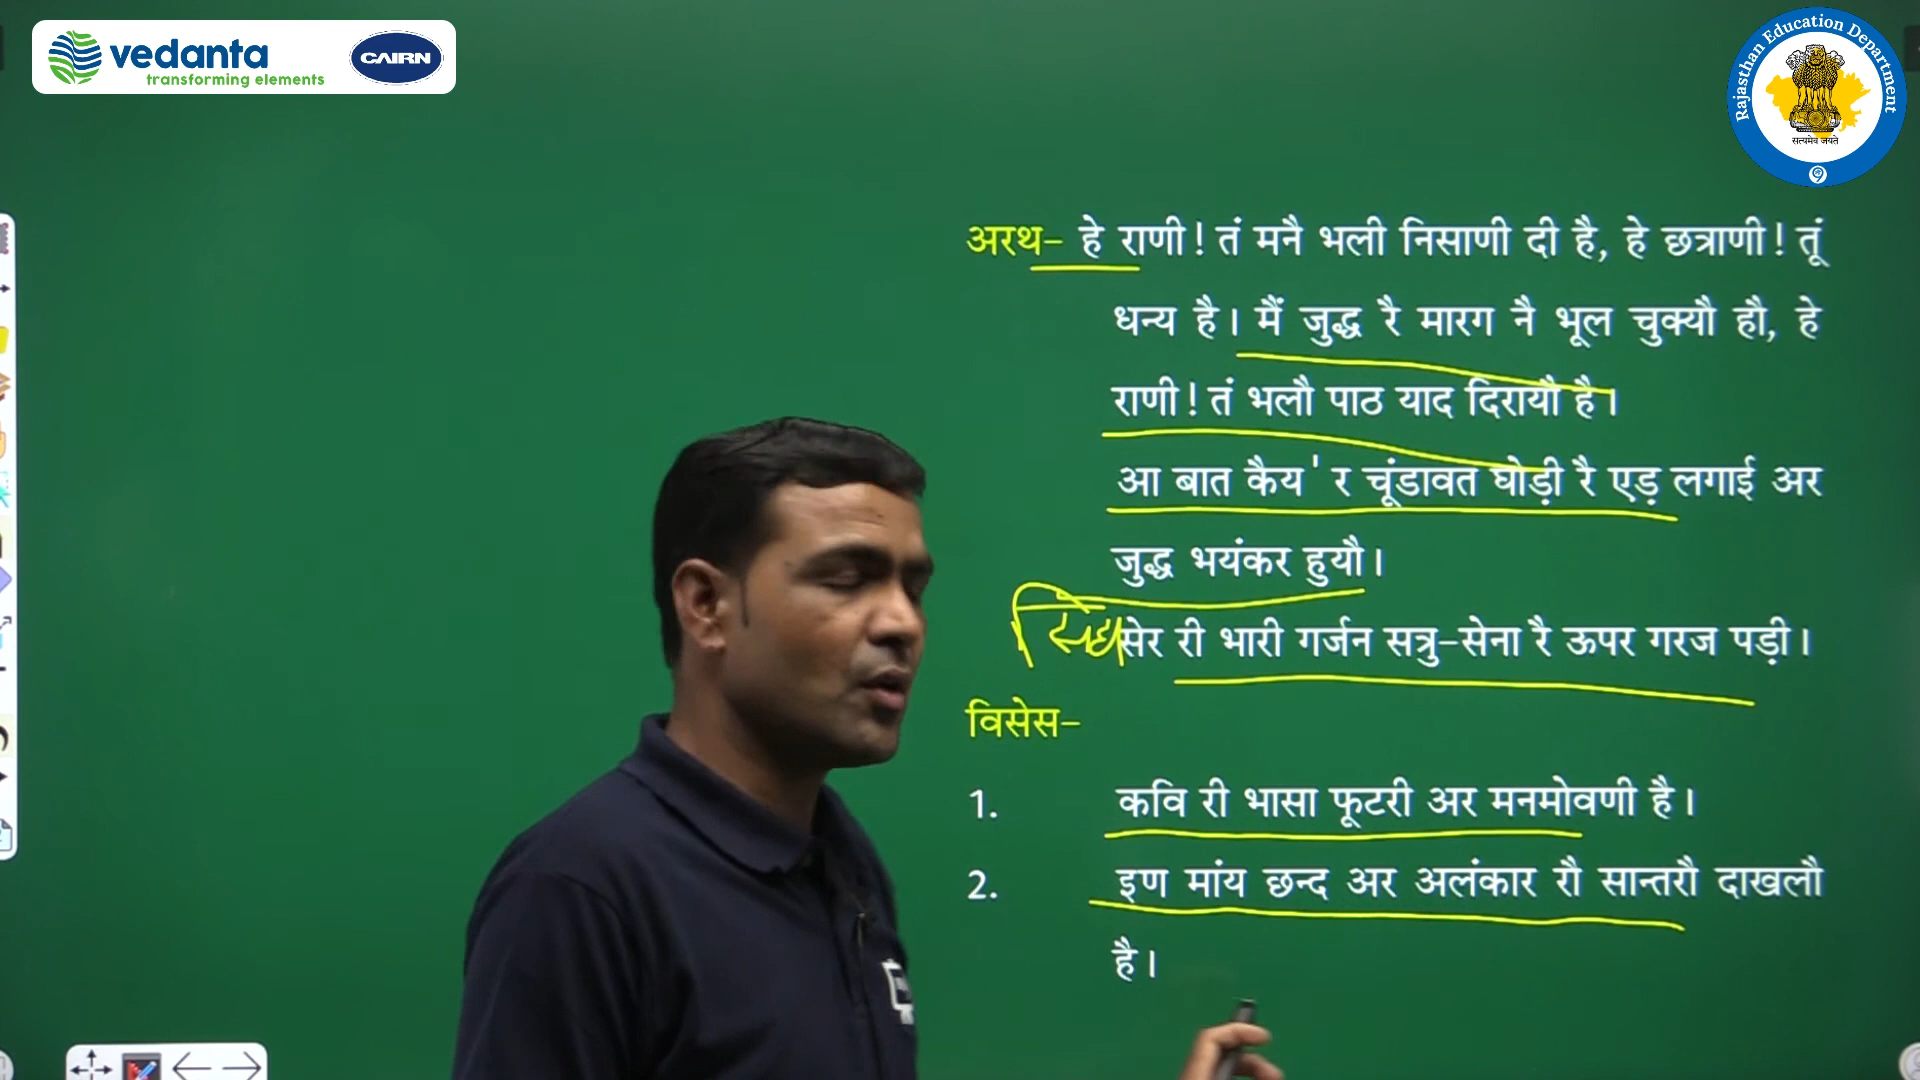 vedanta
transforming elements
CAIRN
Rajasthan Education Department
सत्यमेव जयते
अरथ– हे राणी! तं मनै भली निसाणी दी है, हे छत्राणी! तूं
धन्य है। मैं जुद्ध रै मारग नै भूल चुक्यौ हौ, हे
राणी! तं भलौ पाठ याद दिरायौ है।
आ बात कैय'र चूंडावत घोड़ी रै एड़ लगाई अर
जुद्ध भयंकर हुयौ।
सेर री भारी गर्जन सत्रु-सेना रै ऊपर गरज पड़ी।
विसेस–
1. कवि री भासा फूटरी अर मनमोवणी है।
2. इण मांय छन्द अर अलंकार रौ सान्तरौ दाखलौ
है।